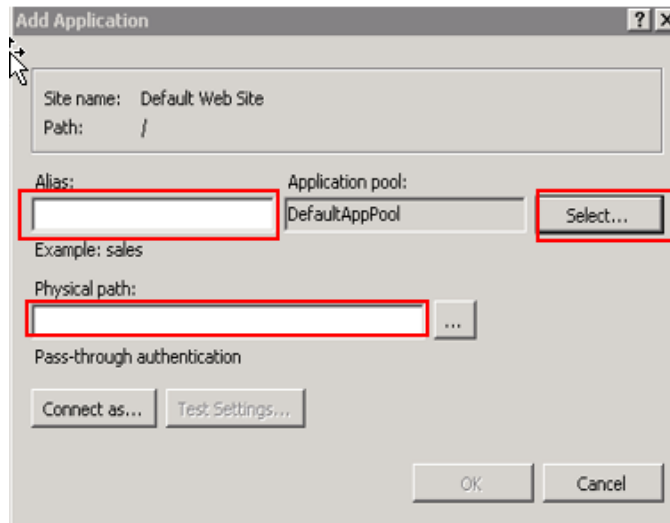 Add Application
Site name: Default Web Site
Path: /
Alias: Application pool:
DefaultAppPool Select...
Example: sales
Physical path:
...
Pass-through authentication
Connect as... Test Settings...
OK Cancel